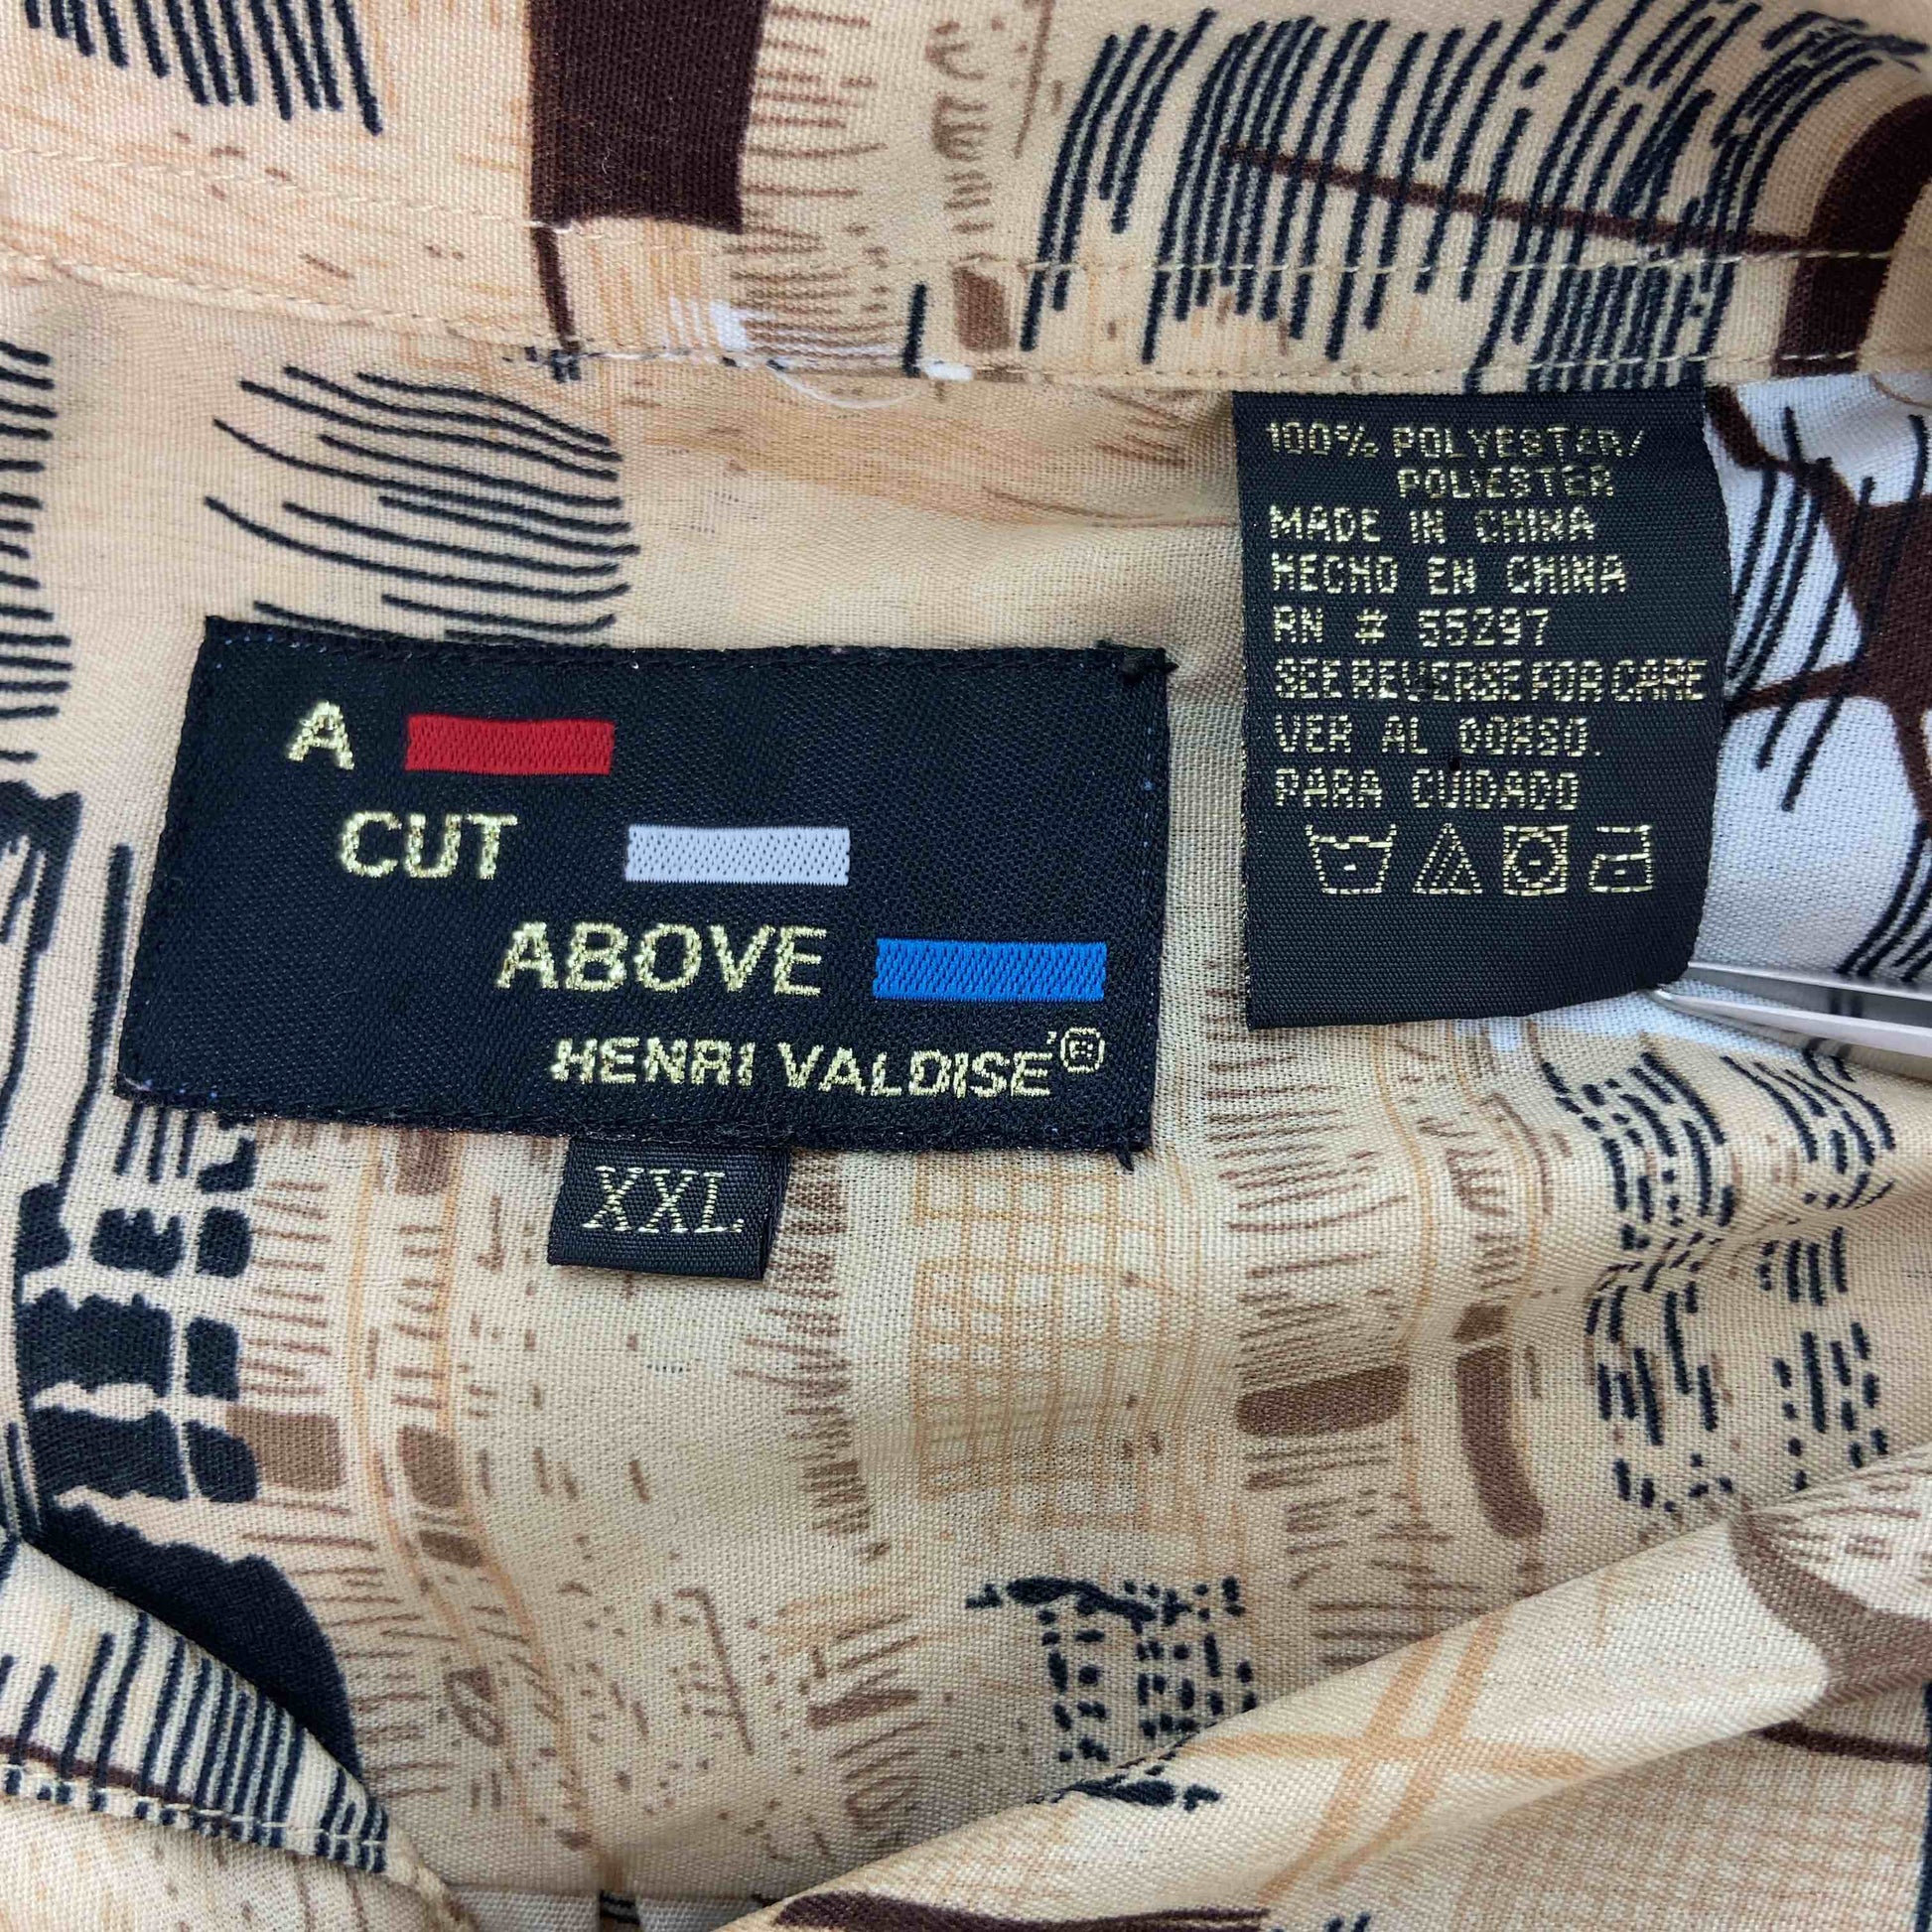 A
CUT
ABOVE
HENRI VALDISÉ®
XXL
100% POLYESTER/
POLIESTER
MADE IN CHINA
HECHO EN CHINA
RN # 55297
SEE REVERSE FOR CARE
VER AL DORSO.
PARA CUIDADO